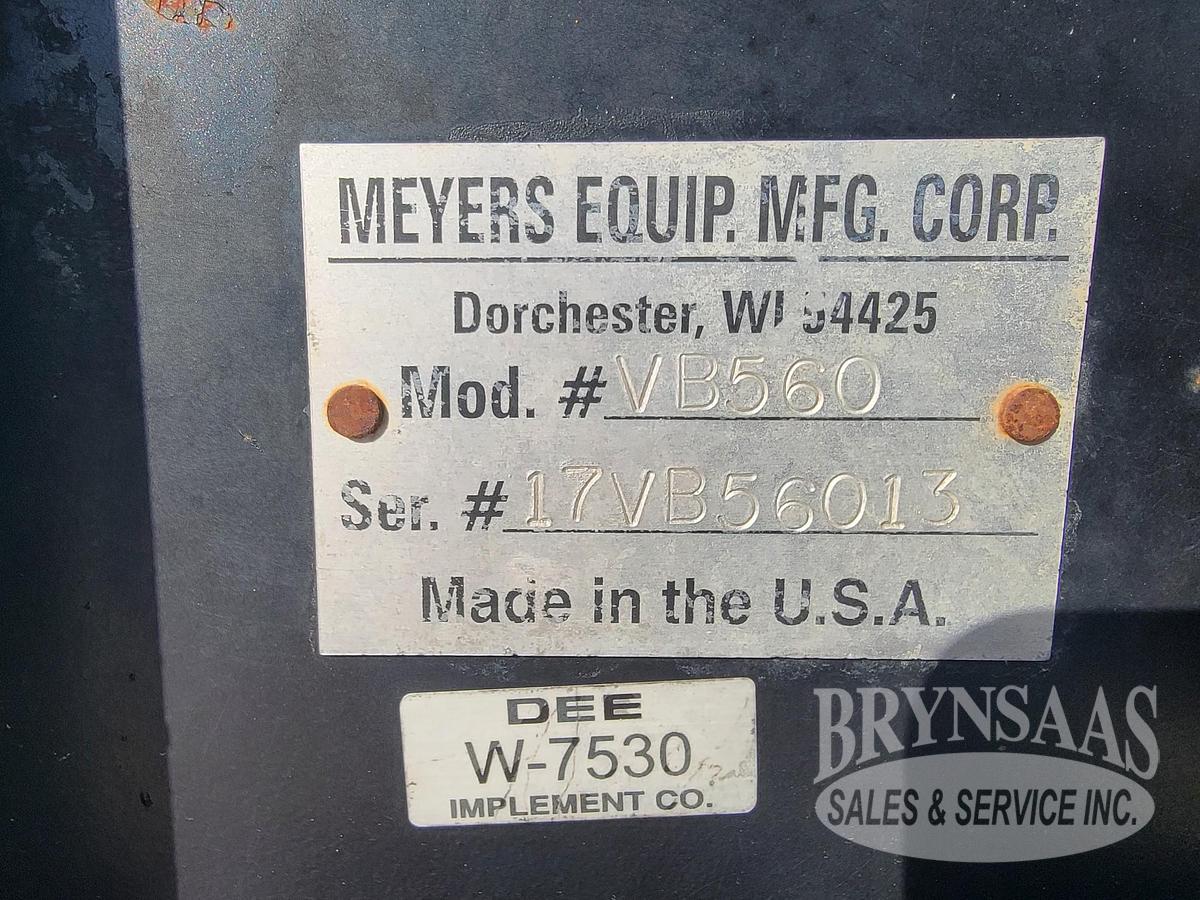 MEYERS EQUIP. MFG. CORP.
Dorchester, WI 54425
Mod. # VB560
Ser. # 17VB56013
Made in the U.S.A.
DEE
W-7530
IMPLEMENT CO.
BRYNSAAS
SALES & SERVICE INC.